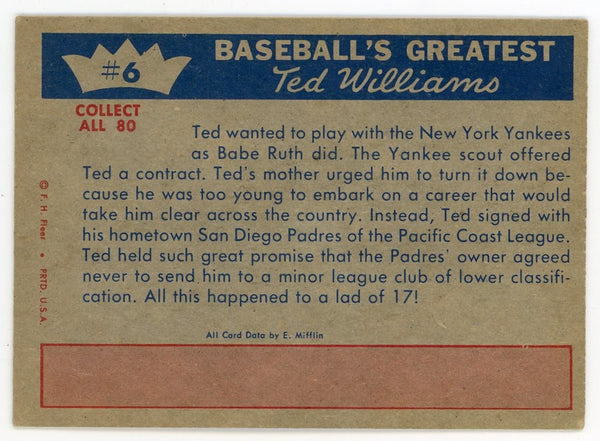 #6
BASEBALL'S GREATEST
Ted Williams
COLLECT
ALL 80
Ted wanted to play with the New York Yankees
as Babe Ruth did. The Yankee scout offered
Ted a contract. Ted's mother urged him to turn it down be-
cause he was too young to embark on a career that would
take him clear across the country. Instead, Ted signed with
his hometown San Diego Padres of the Pacific Coast League.
Ted held such great promise that the Padres' owner agreed
never to send him to a minor league club of lower classifi-
cation. All this happened to a lad of 17!
© F. H. Fleer • PRTD. U.S.A.
All Card Data by E. Mifflin